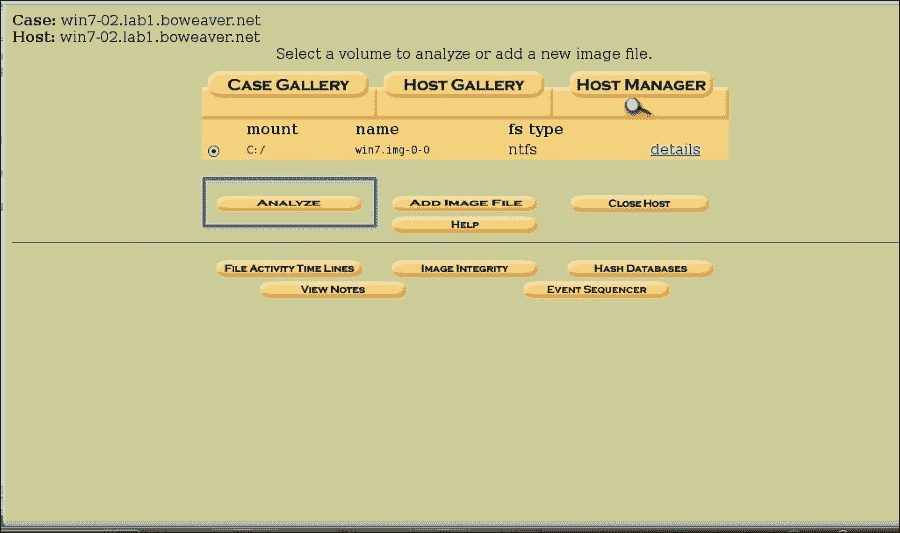 Case: win7-02.lab1.boweaver.net
Host: win7-02.lab1.boweaver.net
Select a volume to analyze or add a new image file.
CASE GALLERY HOST GALLERY HOST MANAGER
mount name fs type
C:/ win7.img-0-0 ntfs details
ANALYZE ADD IMAGE FILE CLOSE HOST
HELP
FILE ACTIVITY TIME LINES IMAGE INTEGRITY HASH DATABASES
VIEW NOTES EVENT SEQUENCER